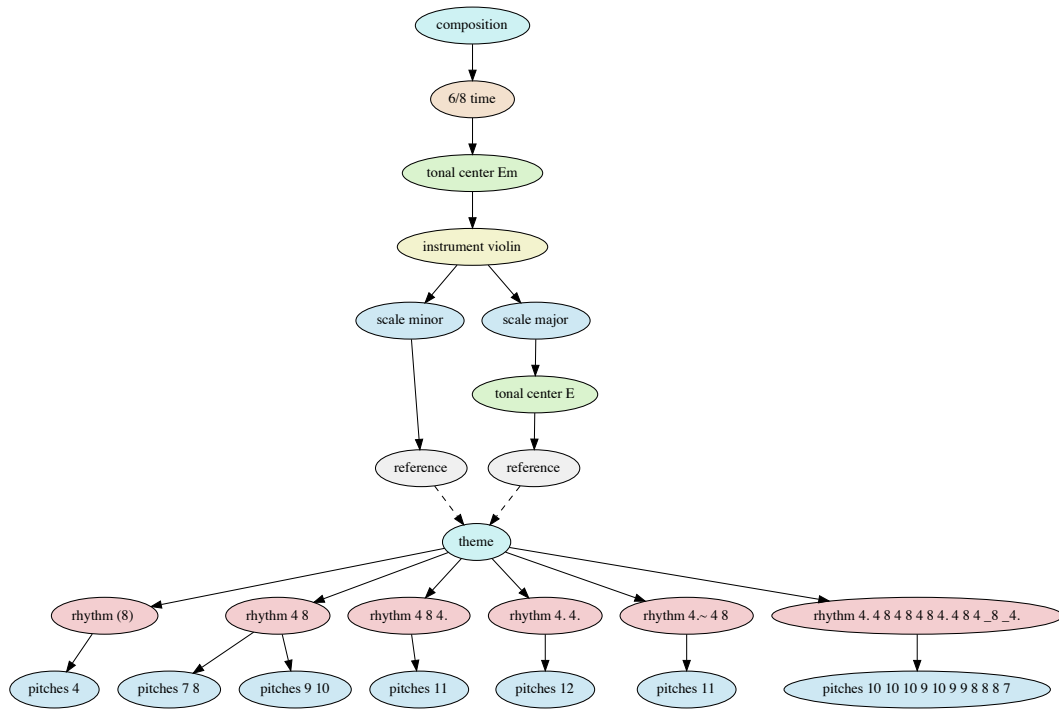 composition
6/8 time
tonal center Em
instrument violin
scale minor
scale major
tonal center E
reference
reference
theme
rhythm (8)
rhythm 4 8
rhythm 4 8 4.
rhythm 4. 4.
rhythm 4.~ 4 8
rhythm 4. 4 8 4 8 4 8 4. 4 8 4 _8 _4.
pitches 4
pitches 7 8
pitches 9 10
pitches 11
pitches 12
pitches 11
pitches 10 10 10 9 10 9 9 8 8 8 7